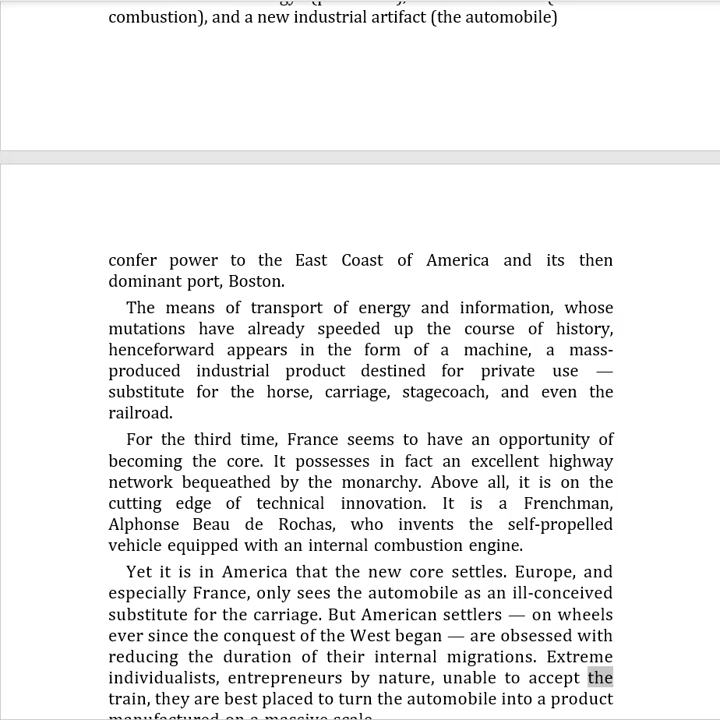 combustion), and a new industrial artifact (the automobile)
confer power to the East Coast of America and its then
dominant port, Boston.
The means of transport of energy and information, whose
mutations have already speeded up the course of history,
henceforward appears in the form of a machine, a mass-
produced industrial product destined for private use —
substitute for the horse, carriage, stagecoach, and even the
railroad.
For the third time, France seems to have an opportunity of
becoming the core. It possesses in fact an excellent highway
network bequeathed by the monarchy. Above all, it is on the
cutting edge of technical innovation. It is a Frenchman,
Alphonse Beau de Rochas, who invents the self-propelled
vehicle equipped with an internal combustion engine.
Yet it is in America that the new core settles. Europe, and
especially France, only sees the automobile as an ill-conceived
substitute for the carriage. But American settlers — on wheels
ever since the conquest of the West began — are obsessed with
reducing the duration of their internal migrations. Extreme
individualists, entrepreneurs by nature, unable to accept the
train, they are best placed to turn the automobile into a product
manufactured on a massive scale.